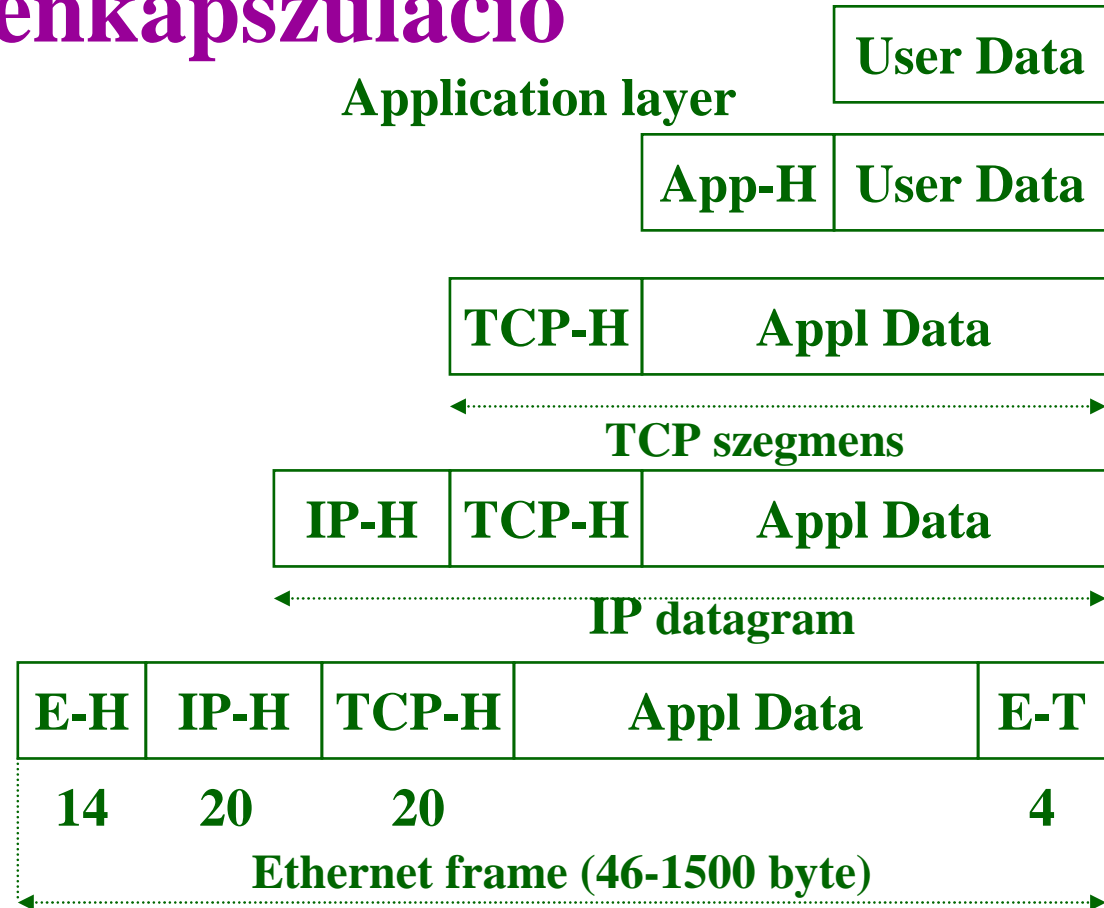 enkapszuláció
User Data
Application layer
App-H User Data
TCP-H Appl Data
TCP szegmens
IP-H TCP-H Appl Data
IP datagram
E-H IP-H TCP-H Appl Data E-T
14 20 20 4
Ethernet frame (46-1500 byte)